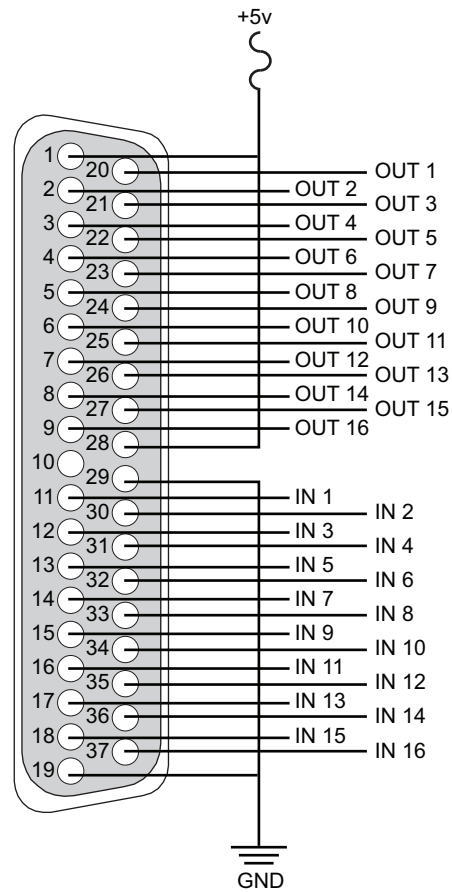 +5v
1
20 OUT 1
2 OUT 2
21 OUT 3
3 OUT 4
22 OUT 5
4 OUT 6
23 OUT 7
5 OUT 8
24 OUT 9
6 OUT 10
25 OUT 11
7 OUT 12
26 OUT 13
8 OUT 14
27 OUT 15
9 OUT 16
28
10
29
11 IN 1
30 IN 2
12 IN 3
31 IN 4
13 IN 5
32 IN 6
14 IN 7
33 IN 8
15 IN 9
34 IN 10
16 IN 11
35 IN 12
17 IN 13
36 IN 14
18 IN 15
37 IN 16
19
GND